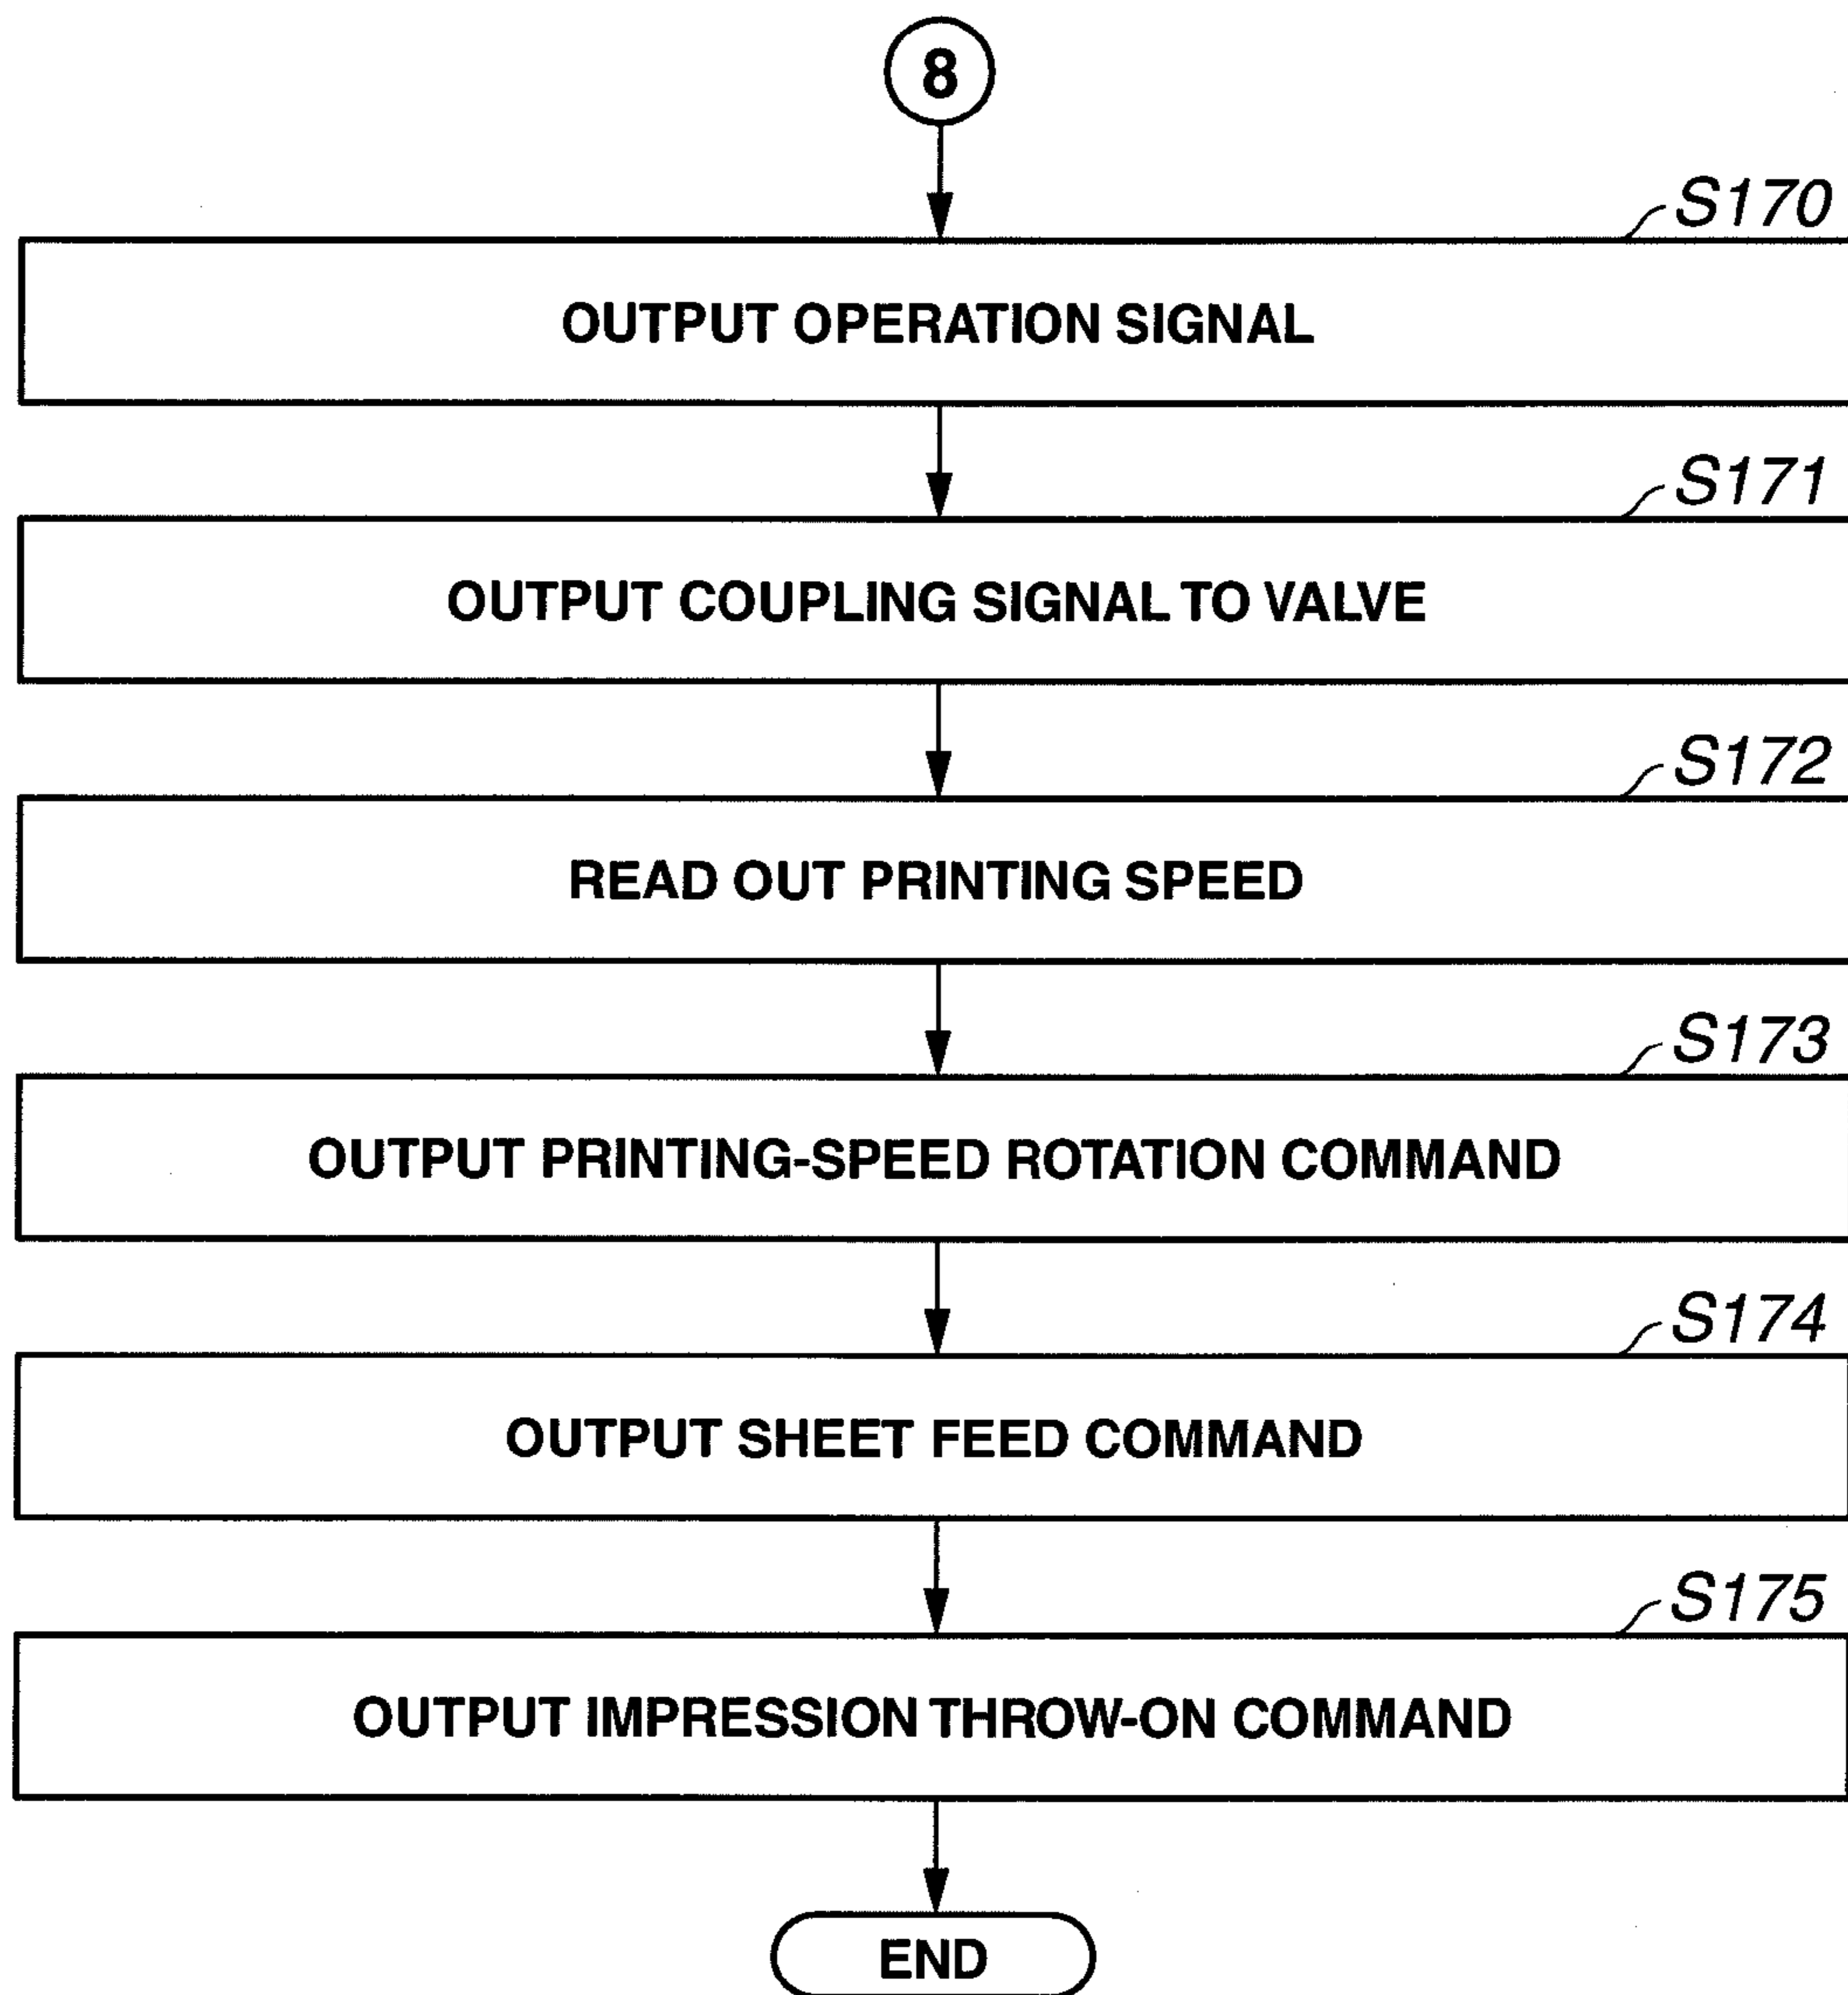 8
S170
OUTPUT OPERATION SIGNAL
S171
OUTPUT COUPLING SIGNAL TO VALVE
S172
READ OUT PRINTING SPEED
S173
OUTPUT PRINTING-SPEED ROTATION COMMAND
S174
OUTPUT SHEET FEED COMMAND
S175
OUTPUT IMPRESSION THROW-ON COMMAND
END